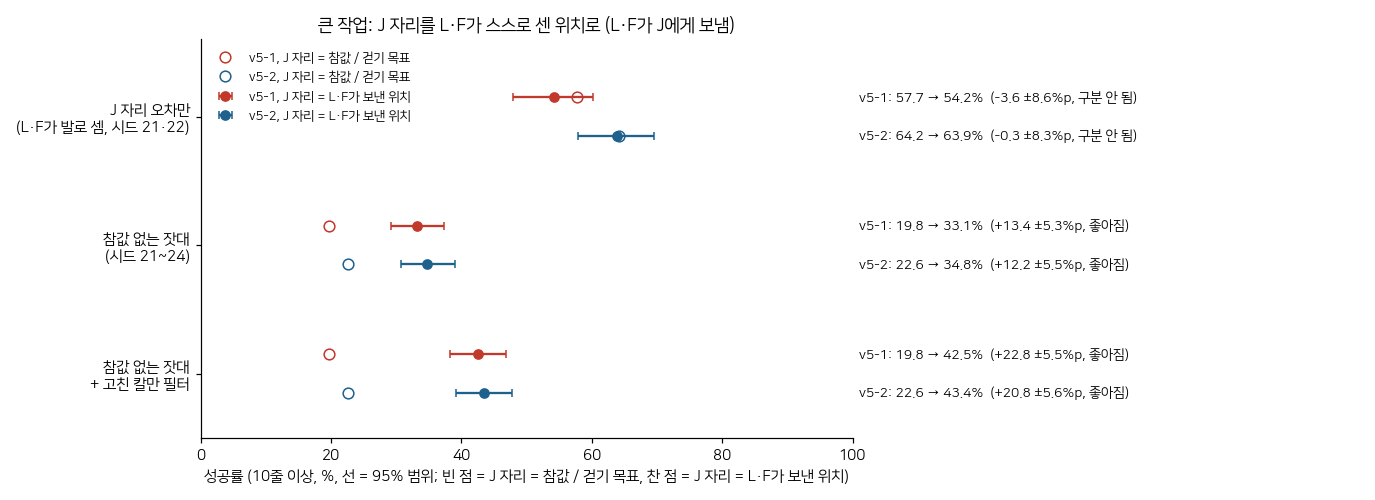 큰 작업: J 자리를 L·F가 스스로 센 위치로 (L·F가 J에게 보냄)
v5-1, J 자리 = 참값 / 걷기 목표
v5-2, J 자리 = 참값 / 걷기 목표
v5-1, J 자리 = L·F가 보낸 위치
v5-2, J 자리 = L·F가 보낸 위치
J 자리 오차만
(L·F가 발로 셈, 시드 21·22)
v5-1: 57.7 → 54.2% (-3.6 ±8.6%p, 구분 안 됨)
v5-2: 64.2 → 63.9% (-0.3 ±8.3%p, 구분 안 됨)
참값 없는 잣대
(시드 21~24)
v5-1: 19.8 → 33.1% (+13.4 ±5.3%p, 좋아짐)
v5-2: 22.6 → 34.8% (+12.2 ±5.5%p, 좋아짐)
참값 없는 잣대
+ 고친 칼만 필터
v5-1: 19.8 → 42.5% (+22.8 ±5.5%p, 좋아짐)
v5-2: 22.6 → 43.4% (+20.8 ±5.6%p, 좋아짐)
0 20 40 60 80 100
성공률 (10줄 이상, %, 선 = 95% 범위; 빈 점 = J 자리 = 참값 / 걷기 목표, 찬 점 = J 자리 = L·F가 보낸 위치)